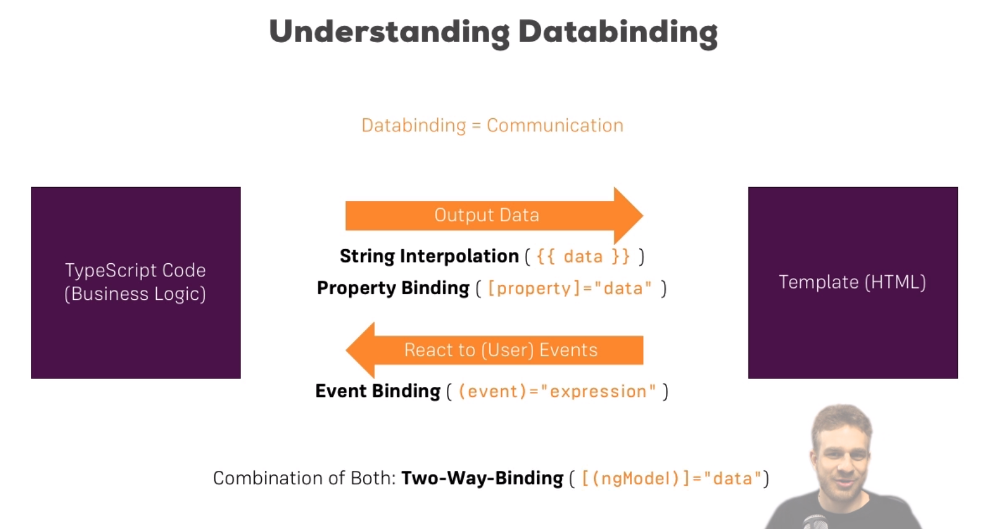 Understanding Databinding
Databinding = Communication
TypeScript Code
(Business Logic)
Output Data
String Interpolation ( {{ data }} )
Property Binding ( [property]="data" )
React to (User) Events
Event Binding ( (event)="expression" )
Template (HTML)
Combination of Both: Two-Way-Binding ( [(ngModel)]="data")